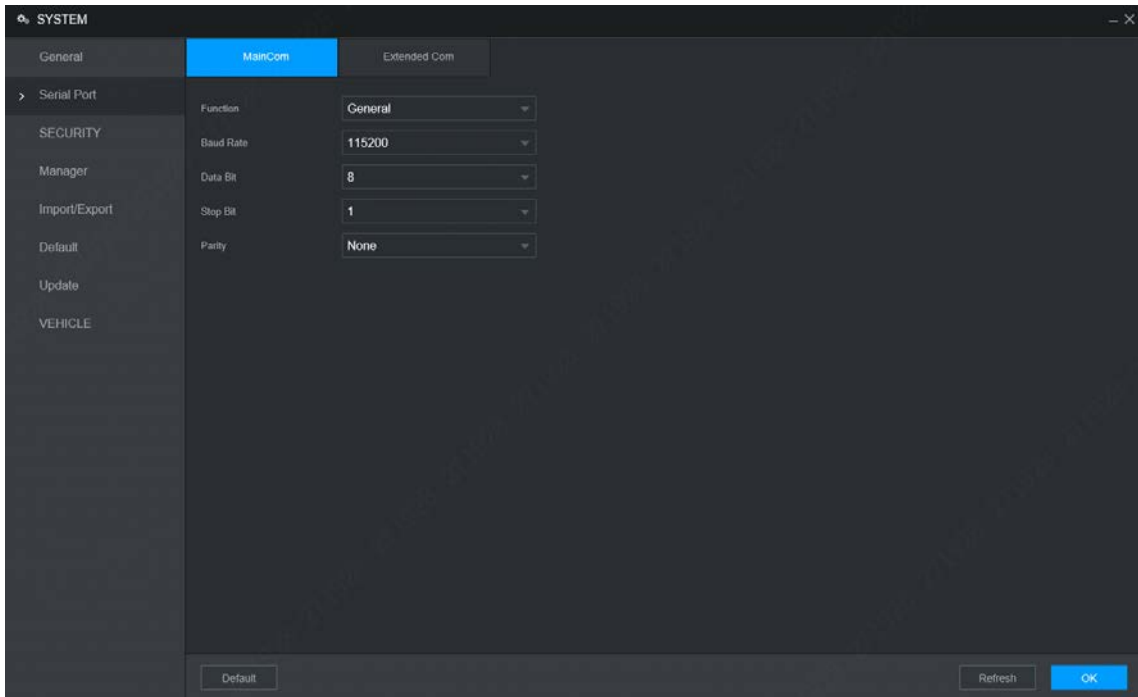 SYSTEM
General
Serial Port
SECURITY
Manager
Import/Export
Default
Update
VEHICLE
MainCom Extended Com
Function General
Baud Rate 115200
Data Bit 8
Stop Bit 1
Parity None
Default Refresh OK